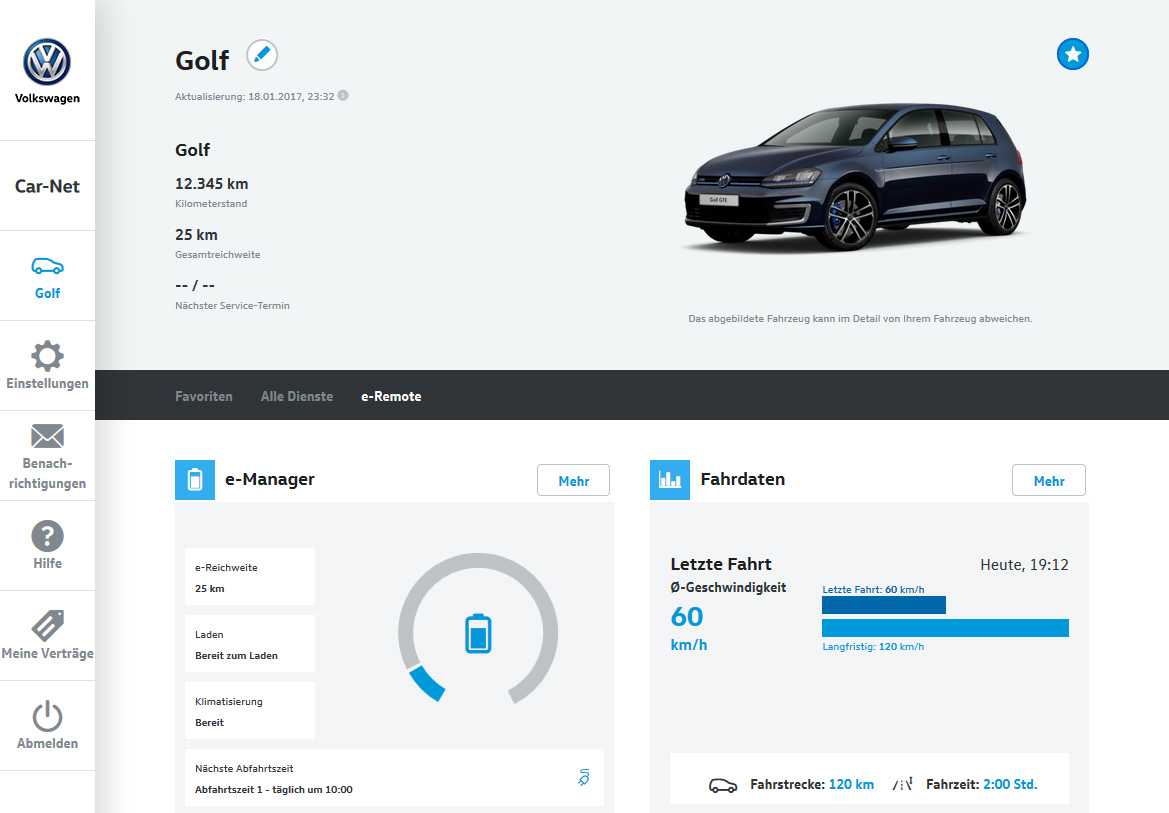 Volkswagen
Car-Net
Golf
Einstellungen
Benach-
richtigungen
Hilfe
Meine Verträge
Abmelden
Golf
Aktualisierung: 18.01.2017, 23:32
Golf
12.345 km
Kilometerstand
25 km
Gesamtreichweite
-- / --
Nächster Service-Termin
Golf GTE
Das abgebildete Fahrzeug kann im Detail von Ihrem Fahrzeug abweichen.
Favoriten Alle Dienste e-Remote
e-Manager Mehr
e-Reichweite
25 km
Laden
Bereit zum Laden
Klimatisierung
Bereit
Nächste Abfahrtszeit
Abfahrtszeit 1 - täglich um 10:00
Fahrdaten Mehr
Letzte Fahrt Heute, 19:12
Ø-Geschwindigkeit
60
km/h
Letzte Fahrt: 60 km/h
Langfristig: 120 km/h
Fahrstrecke: 120 km Fahrzeit: 2:00 Std.